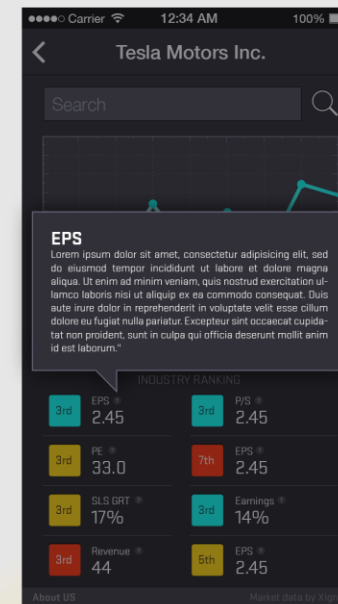 Carrier 12:34 AM 100%
Tesla Motors Inc.
Search
EPS
Lorem ipsum dolor sit amet, consectetur adipisicing elit, sed
do eiusmod tempor incididunt ut labore et dolore magna
aliqua. Ut enim ad minim veniam, quis nostrud exercitation ul-
lamco laboris nisi ut aliquip ex ea commodo consequat. Duis
aute irure dolor in reprehenderit in voluptate velit esse cillum
dolore eu fugiat nulla pariatur. Excepteur sint occaecat cupida-
tat non proident, sunt in culpa qui officia deserunt mollit anim
id est laborum."
INDUSTRY RANKING
3rd EPS ? 2.45 3rd P/S ? 2.45
3rd PE ? 33.0 7th EPS ? 2.45
3rd SLS GRT ? 17% 3rd Earnings ? 14%
3rd Revenue ? 44 5th EPS ? 2.45
About US Market data by Xign